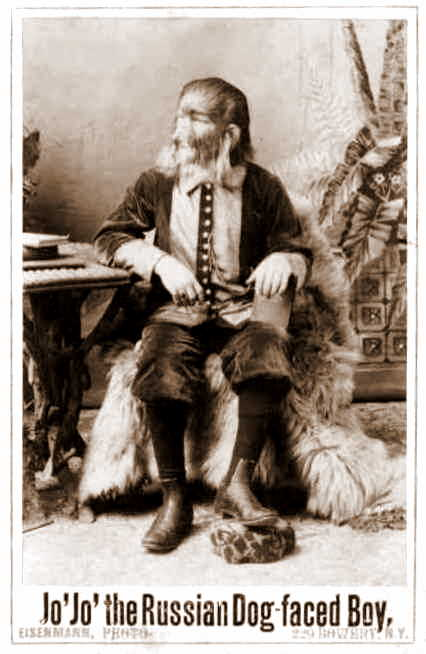 Jo'Jo' the Russian Dog-faced Boy,
EISENMANN, PHOTO- 229 BOWERY, N.Y.